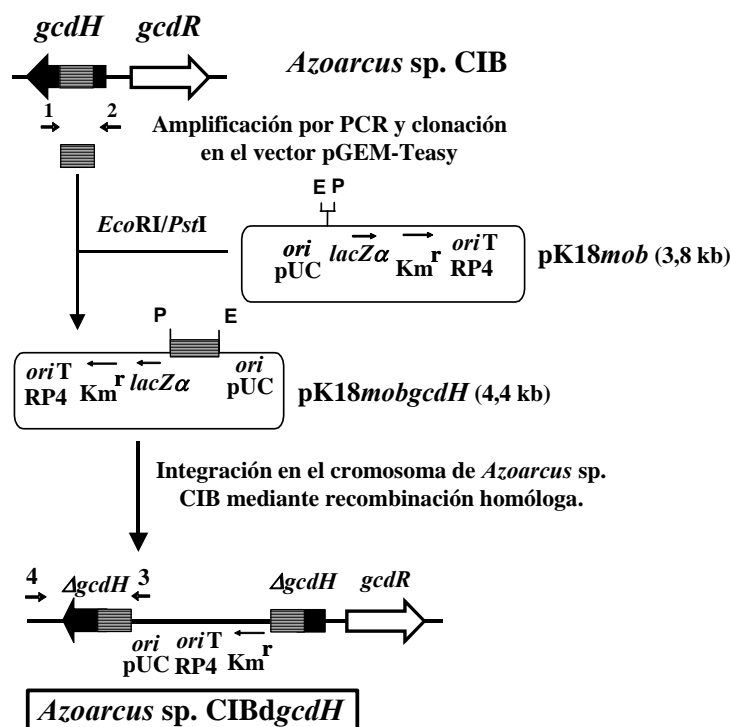 gcdH gcdR
Azoarcus sp. CIB
1 2
Amplificación por PCR y clonación
en el vector pGEM-Teasy
E P
EcoRI/PstI
ori lacZα Kmr oriT
pUC RP4
pK18mob (3,8 kb)
P E
oriT Kmr lacZα ori
RP4 pUC
pK18mobgcdH (4,4 kb)
Integración en el cromosoma de Azoarcus sp.
CIB mediante recombinación homóloga.
4 ΔgcdH 3 ΔgcdH gcdR
ori oriT Kmr
pUC RP4
Azoarcus sp. CIBdgcdH